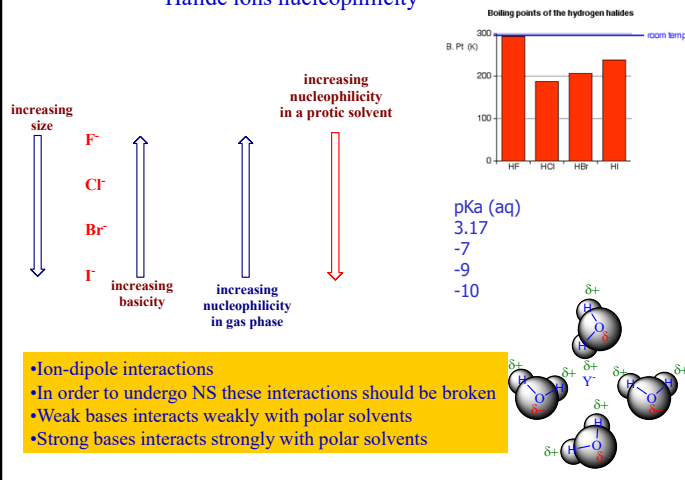 Halide ions nucleophilicity
Boiling points of the hydrogen halides
B. Pt (K)
300
200
100
0
room temp
HF
HCl
HBr
HI
increasing
size
F-
Cl-
Br-
I-
increasing
basicity
increasing
nucleophilicity
in gas phase
increasing
nucleophilicity
in a protic solvent
pKa (aq)
3.17
-7
-9
-10
•Ion-dipole interactions
•In order to undergo NS these interactions should be broken
•Weak bases interacts weakly with polar solvents
•Strong bases interacts strongly with polar solvents
δ+
H
O
δ-
H
δ+
δ+
H
H
δ+
O
δ-
Y-
δ+
H
H
δ+
O
δ-
δ+
H
δ+
H
O
δ-